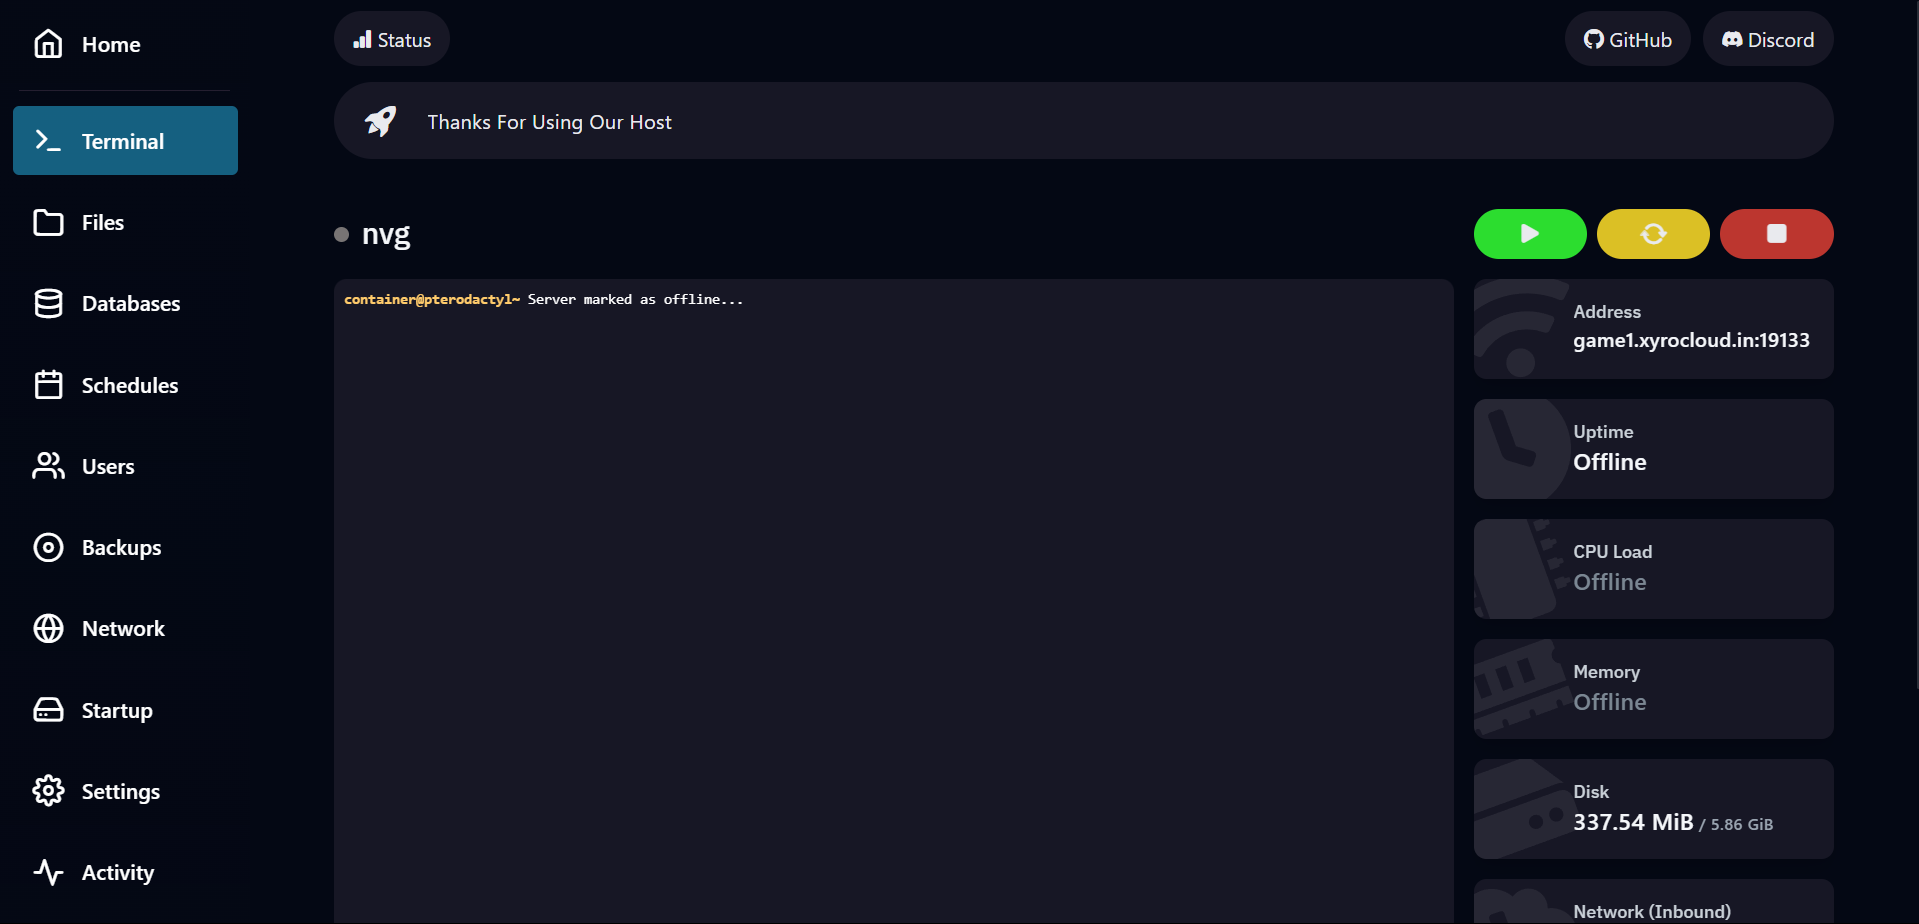 Home
Terminal
Files
Databases
Schedules
Users
Backups
Network
Startup
Settings
Activity
Status
GitHub
Discord
Thanks For Using Our Host
nvg
container@pterodactyl~ Server marked as offline...
Address
game1.xyrocloud.in:19133
Uptime
Offline
CPU Load
Offline
Memory
Offline
Disk
337.54 MiB / 5.86 GiB
Network (Inbound)